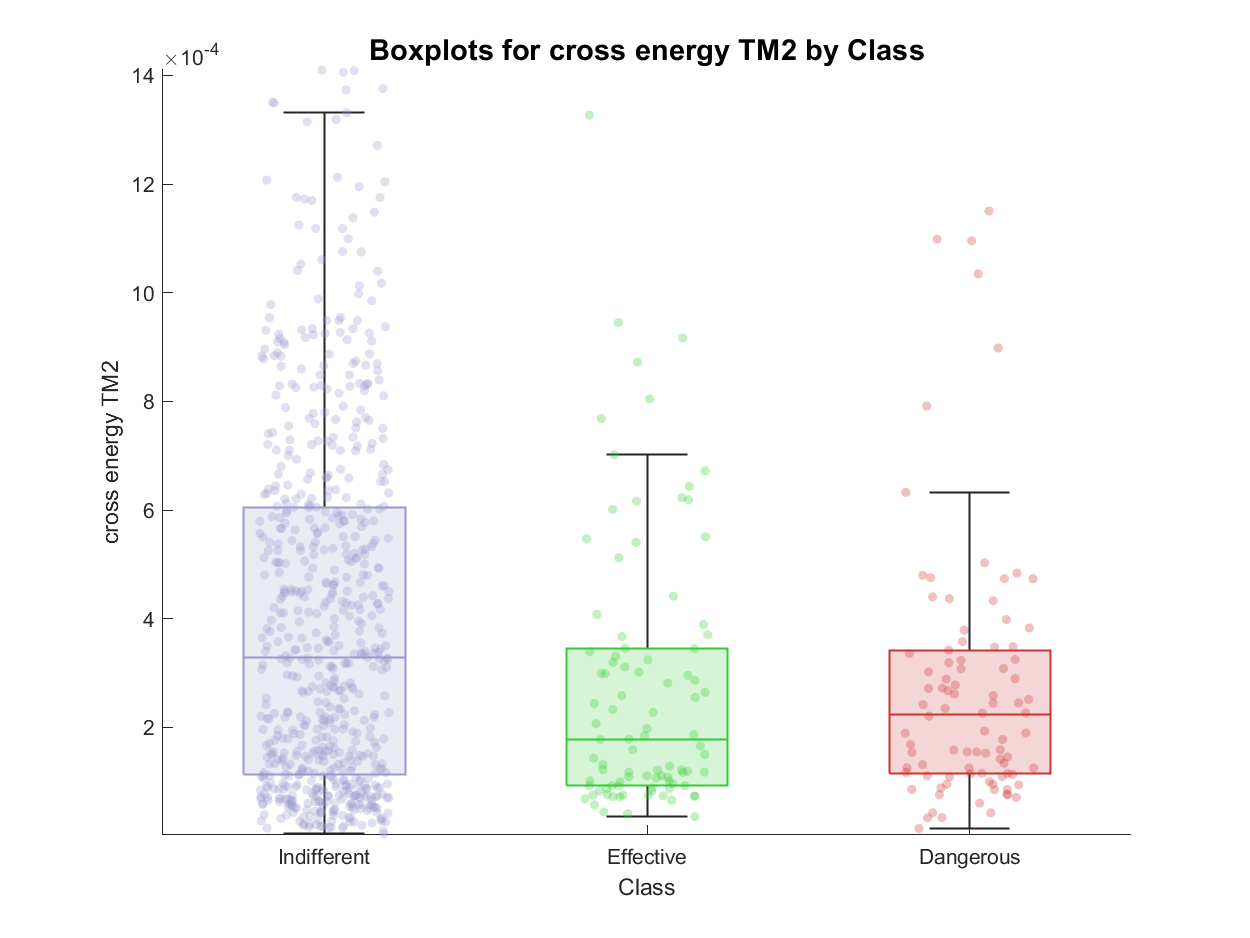 Boxplots for cross energy TM2 by Class
×10-4
14
12
10
8
6
4
2
cross energy TM2
Indifferent Effective Dangerous
Class